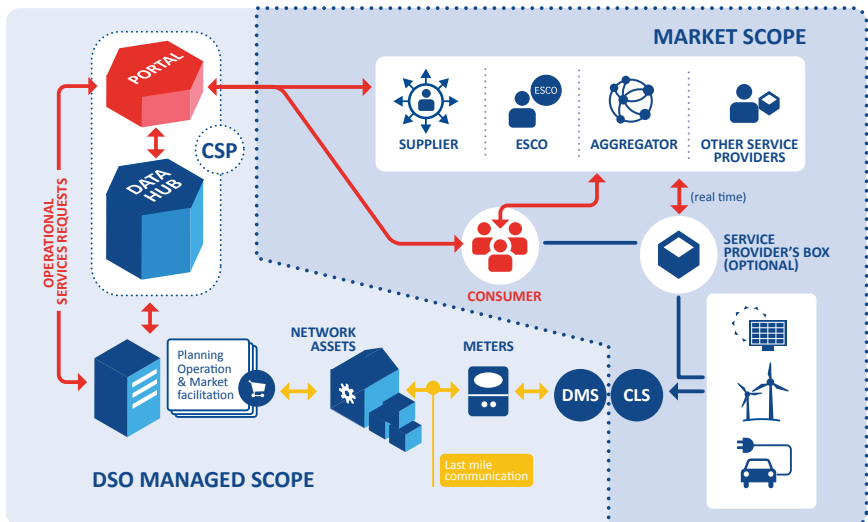 MARKET SCOPE
PORTAL
DATA
HUB
CSP
OPERATIONAL
SERVICES REQUESTS
SUPPLIER
ESCO
ESCO
AGGREGATOR
OTHER SERVICE
PROVIDERS
(real time)
CONSUMER
SERVICE
PROVIDER'S BOX
(OPTIONAL)
NETWORK
ASSETS
METERS
Planning
Operation
& Market
facilitation
DMS
CLS
Last mile
communication
DSO MANAGED SCOPE